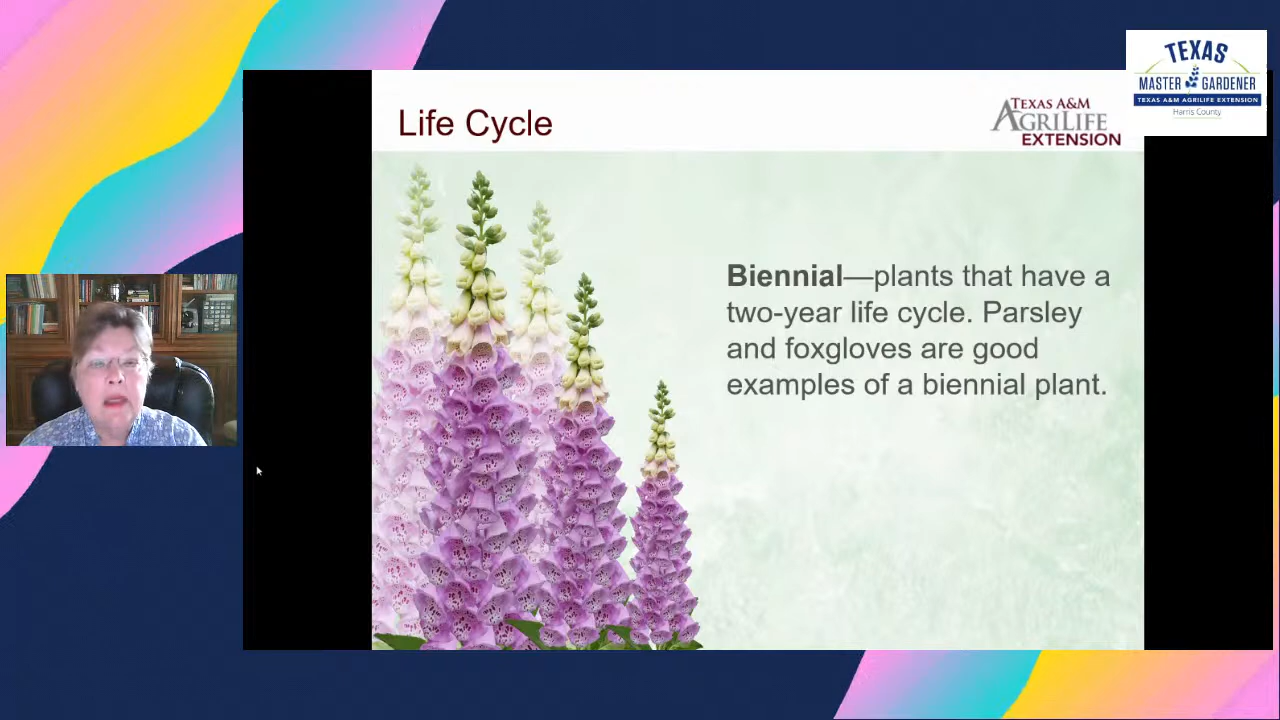 TEXAS
MASTER GARDENER
TEXAS A&M AGRILIFE EXTENSION
Harris County
Life Cycle
TEXAS A&M
AGRILIFE
EXTENSION
Biennial—plants that have a
two-year life cycle. Parsley
and foxgloves are good
examples of a biennial plant.